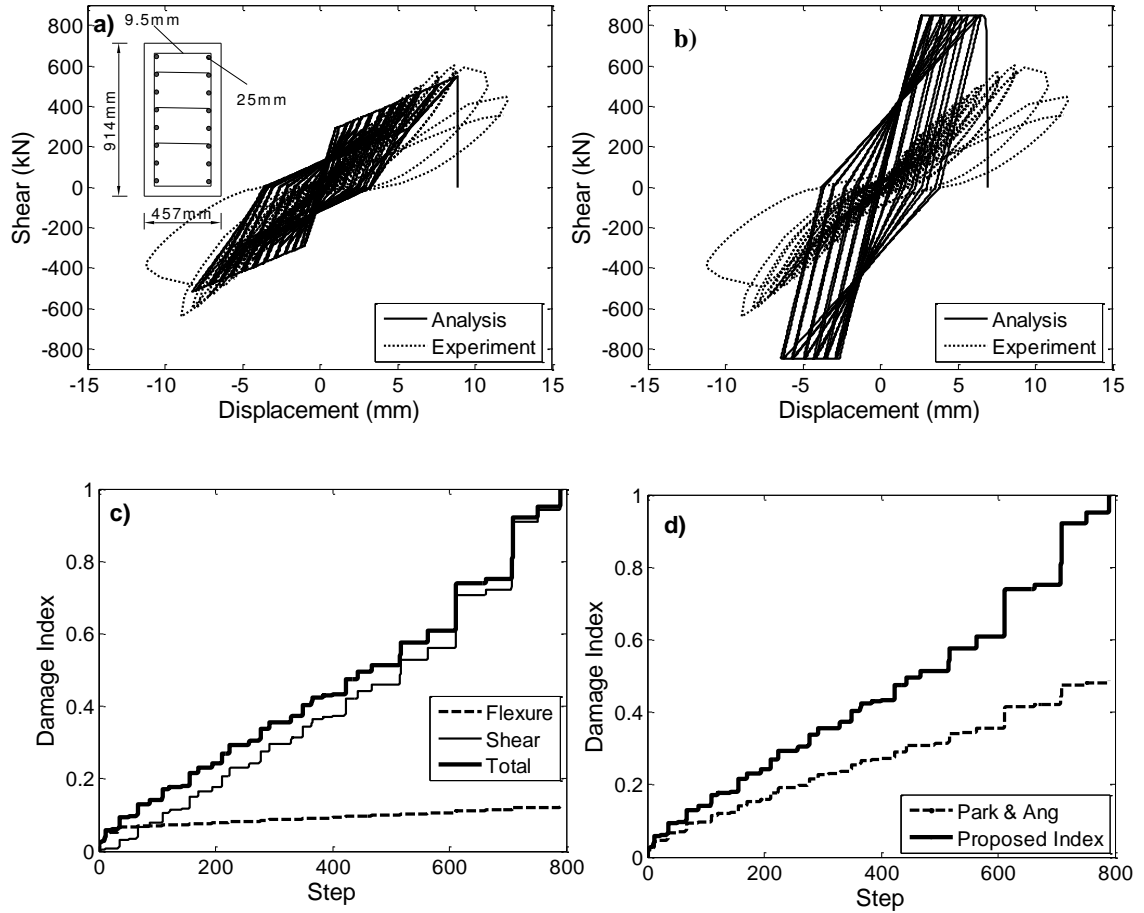 a)
9.5mm
25mm
914mm
457mm
800
600
400
200
0
-200
-400
-600
-800
-15 -10 -5 0 5 10 15
Shear (kN)
Displacement (mm)
Analysis
Experiment
b)
800
600
400
200
0
-200
-400
-600
-800
-15 -10 -5 0 5 10 15
Shear (kN)
Displacement (mm)
Analysis
Experiment
c)
1
0.8
0.6
0.4
0.2
0
0 200 400 600 800
Damage Index
Step
Flexure
Shear
Total
d)
1
0.8
0.6
0.4
0.2
0
0 200 400 600 800
Damage Index
Step
Park & Ang
Proposed Index